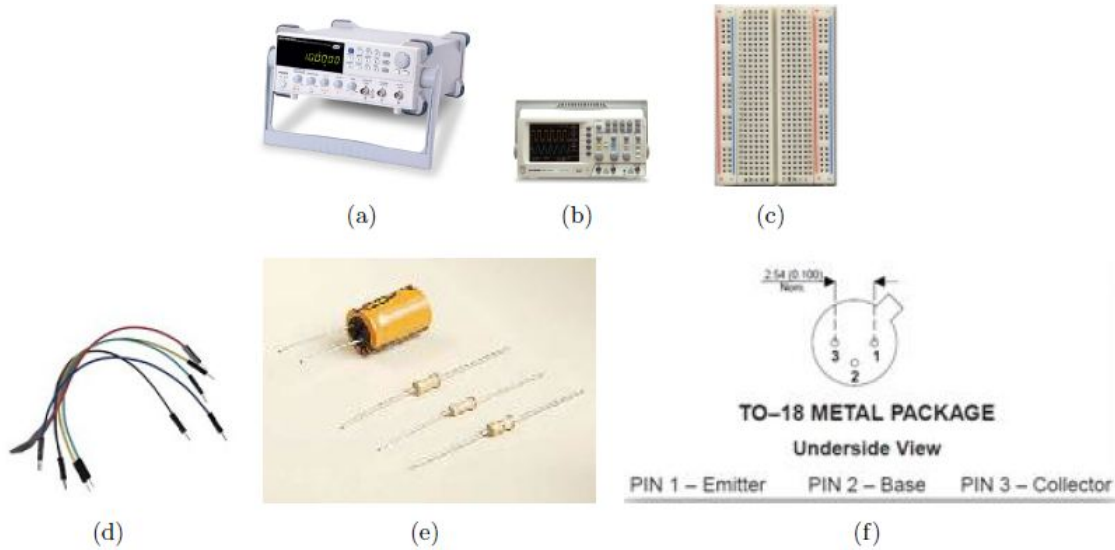 100000
(a)
(b)
(c)
2.54 (0.100)
Nom.
3
1
2
TO–18 METAL PACKAGE
Underside View
PIN 1 – Emitter PIN 2 – Base PIN 3 – Collector
(d)
(e)
(f)